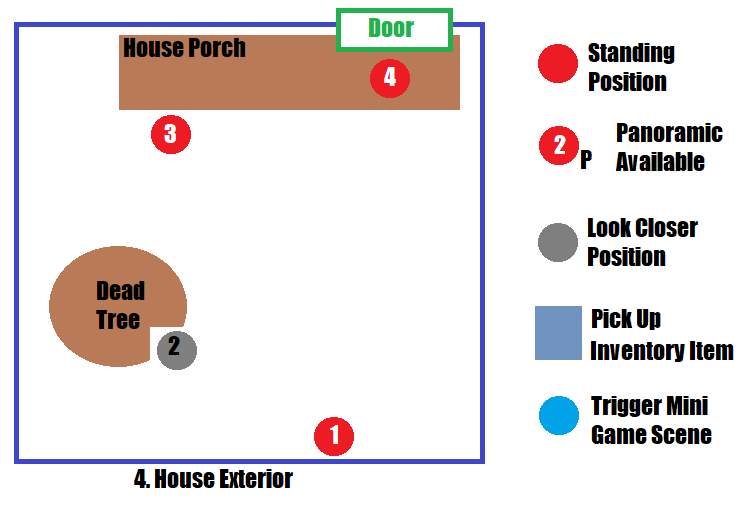 Door
House Porch
4
3
Dead
Tree
2
1
4. House Exterior
Standing
Position
2
P
Panoramic
Available
Look Closer
Position
Pick Up
Inventory Item
Trigger Mini
Game Scene